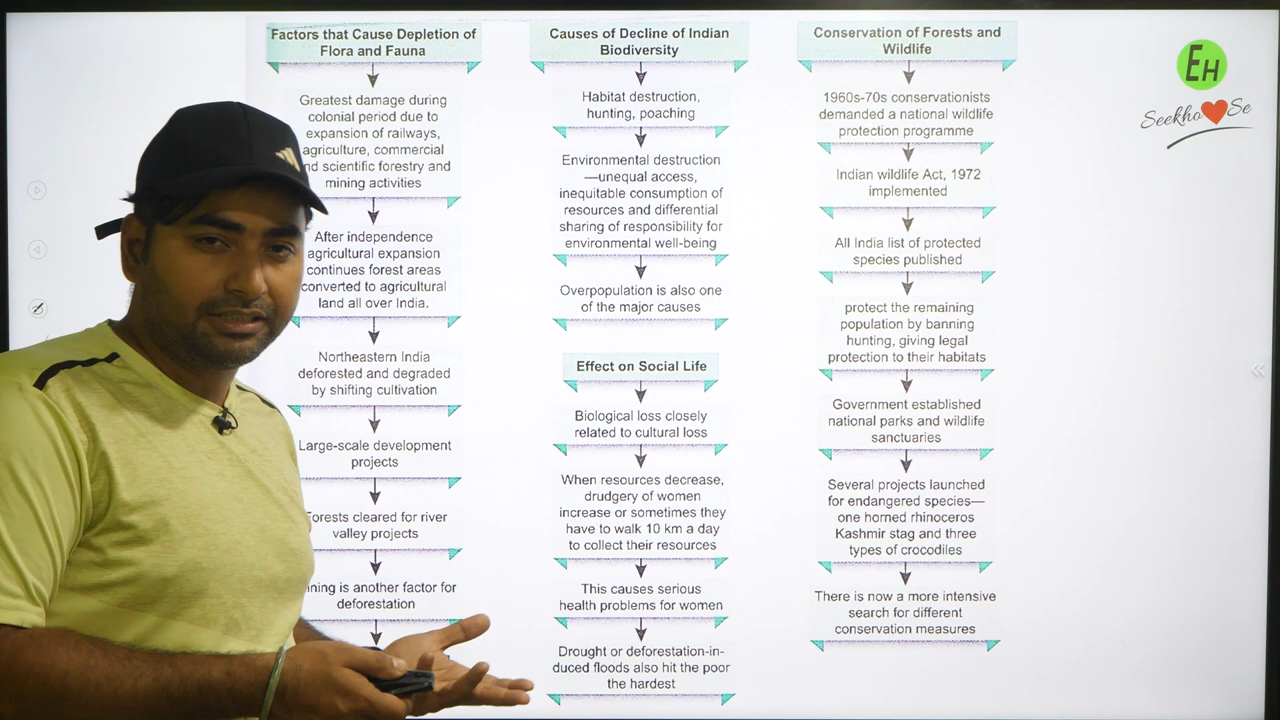 Factors that Cause Depletion of
Flora and Fauna
Greatest damage during
colonial period due to
expansion of railways,
agriculture, commercial
scientific forestry and
mining activities
After independence
agricultural expansion
continues forest areas
converted to agricultural
land all over India.
Northeastern India
deforested and degraded
by shifting cultivation
Large-scale development
projects
Forests cleared for river
valley projects
is another factor for
deforestation
Causes of Decline of Indian
Biodiversity
Habitat destruction,
hunting, poaching
Environmental destruction
—unequal access,
inequitable consumption of
resources and differential
sharing of responsibility for
environmental well-being
Overpopulation is also one
of the major causes
Effect on Social Life
Biological loss closely
related to cultural loss
When resources decrease,
drudgery of women
increase or sometimes they
have to walk 10 km a day
to collect their resources
This causes serious
health problems for women
Drought or deforestation-in-
duced floods also hit the poor
the hardest
Conservation of Forests and
Wildlife
1960s-70s conservationists
demanded a national wildlife
protection programme
Indian wildlife Act, 1972
implemented
All India list of protected
species published
protect the remaining
population by banning
hunting, giving legal
protection to their habitats
Government established
national parks and wildlife
sanctuaries
Several projects launched
for endangered species—
one horned rhinoceros
Kashmir stag and three
types of crocodiles
There is now a more intensive
search for different
conservation measures
EH
Seekho Se